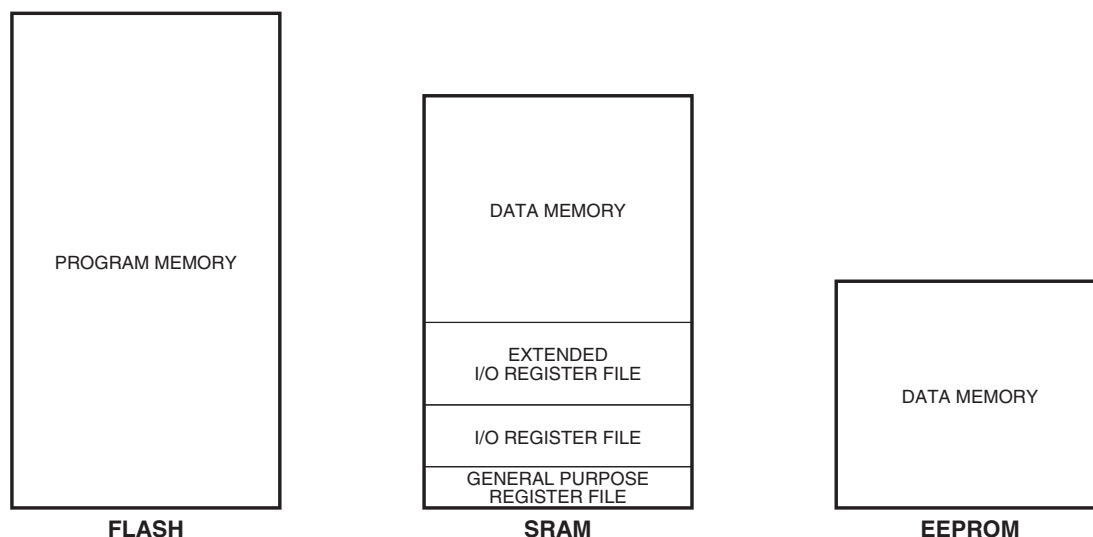 PROGRAM MEMORY
FLASH
DATA MEMORY
EXTENDED
I/O REGISTER FILE
I/O REGISTER FILE
GENERAL PURPOSE
REGISTER FILE
SRAM
DATA MEMORY
EEPROM